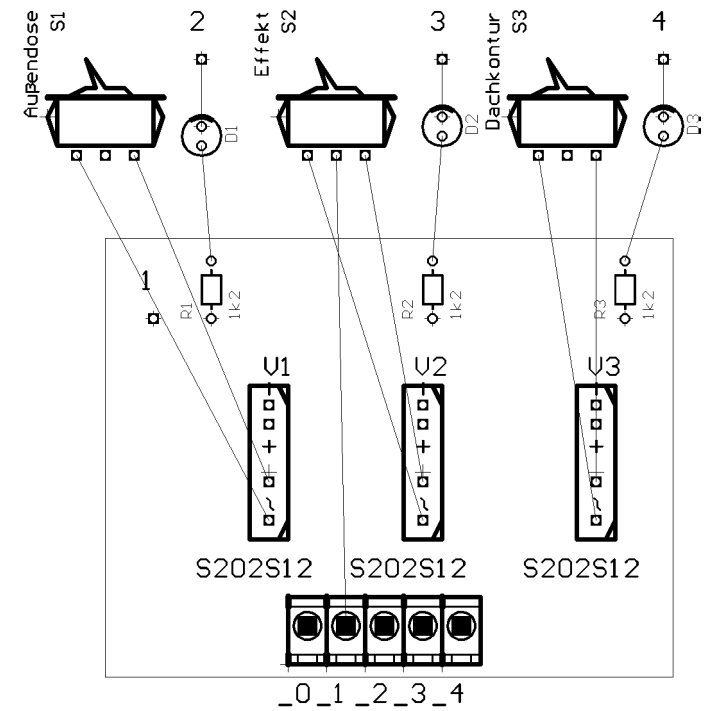 Außendose S1 2 Effekt S2 3 Dachkontur S3 4
D1 D2 D3
1 R1 1k2 R2 1k2 R3 1k2
V1 V2 V3
- - -
+ + +
~ ~ ~
S202S12 S202S12 S202S12
_0 _1 _2 _3 _4